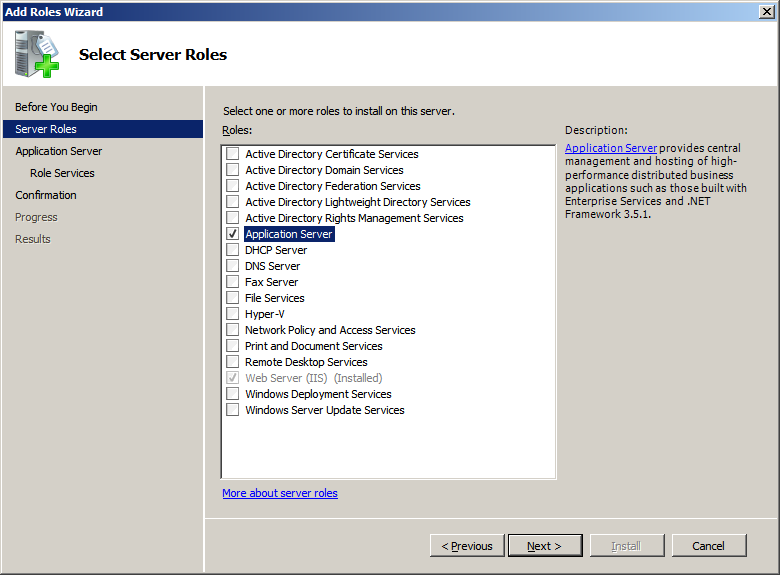 Add Roles Wizard
Select Server Roles
Before You Begin
Server Roles
Application Server
Role Services
Confirmation
Progress
Results
Select one or more roles to install on this server.
Roles:
Active Directory Certificate Services
Active Directory Domain Services
Active Directory Federation Services
Active Directory Lightweight Directory Services
Active Directory Rights Management Services
Application Server
DHCP Server
DNS Server
Fax Server
File Services
Hyper-V
Network Policy and Access Services
Print and Document Services
Remote Desktop Services
Web Server (IIS)  (Installed)
Windows Deployment Services
Windows Server Update Services
More about server roles
Description:
Application Server provides central
management and hosting of high-
performance distributed business
applications such as those built with
Enterprise Services and .NET
Framework 3.5.1.
< Previous
Next >
Install
Cancel